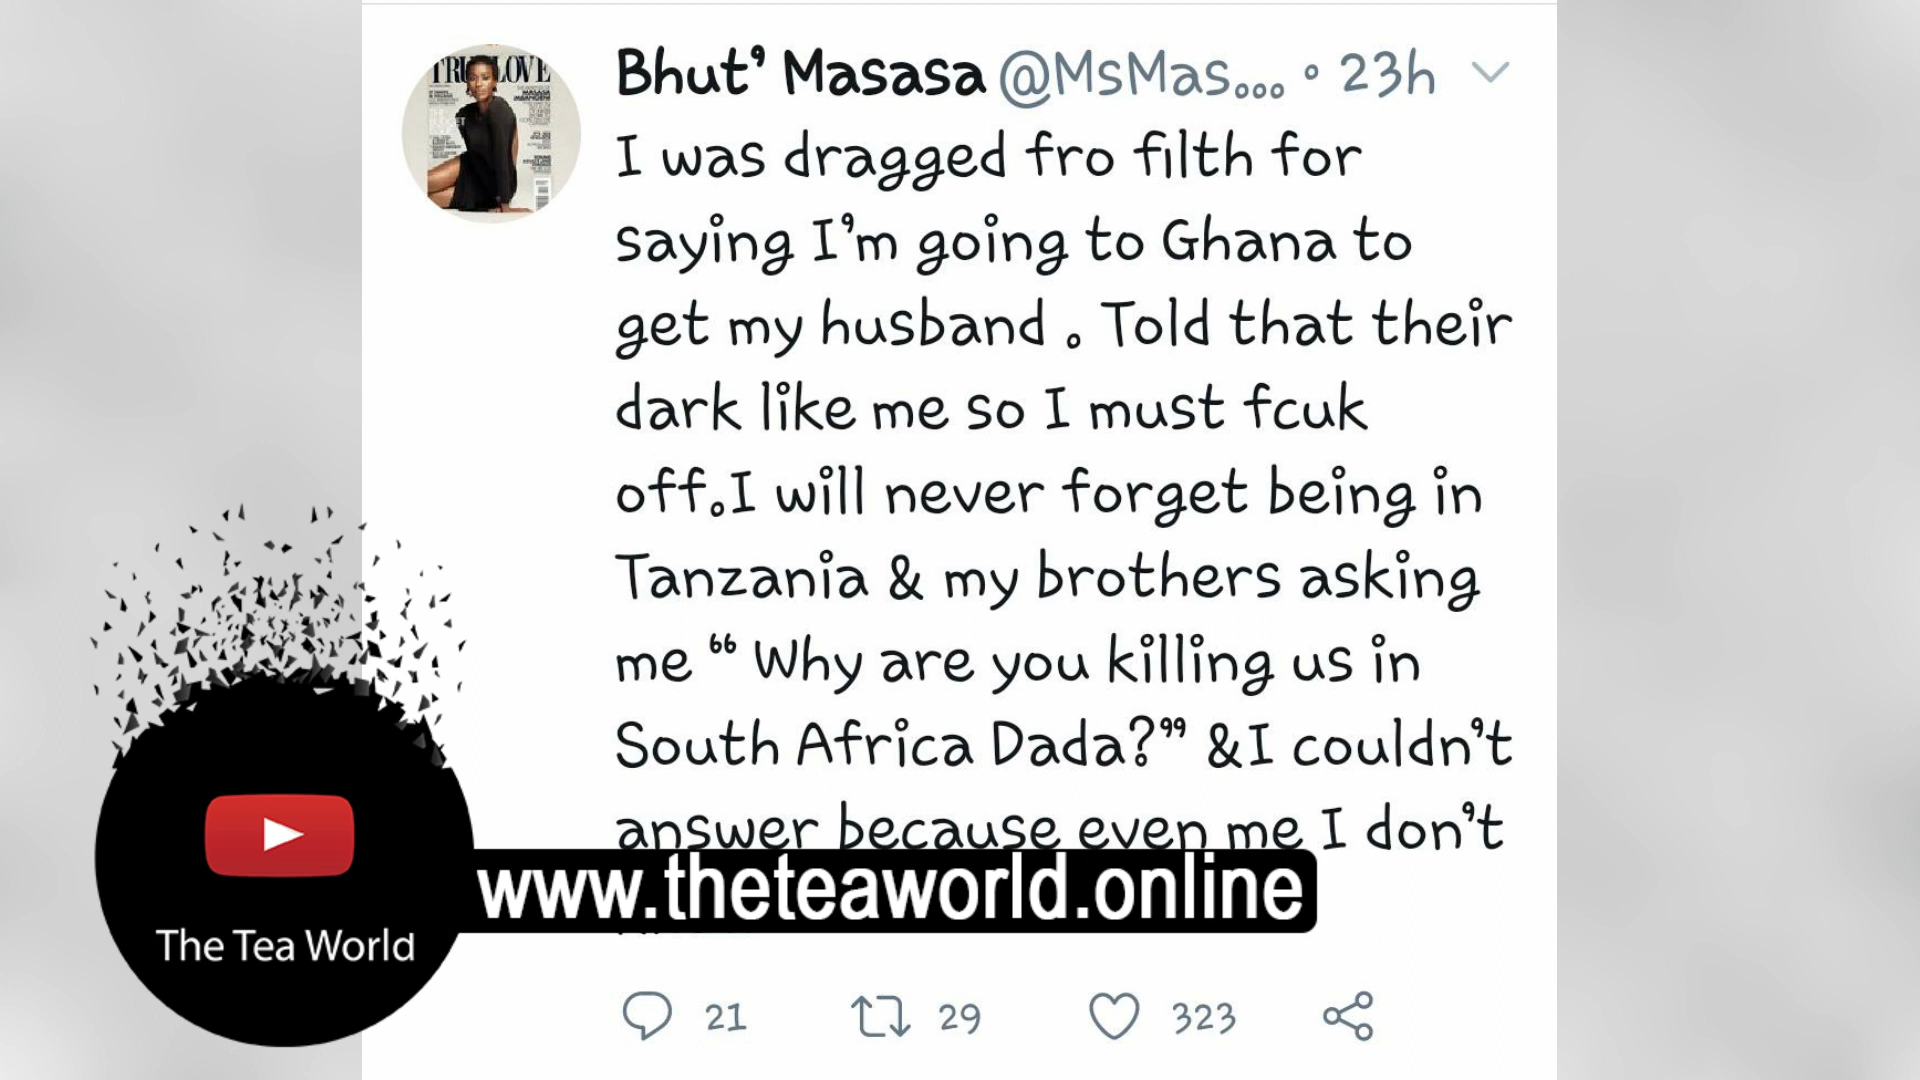 TRUE LOVE
Bhut' Masasa @MsMas... • 23h
I was dragged fro filth for
saying I'm going to Ghana to
get my husband . Told that their
dark like me so I must fcuk
off.I will never forget being in
Tanzania & my brothers asking
me “ Why are you killing us in
South Africa Dada?” &I couldn't
answer because even me I don't
www.theteaworld.online
The Tea World
21 29 323